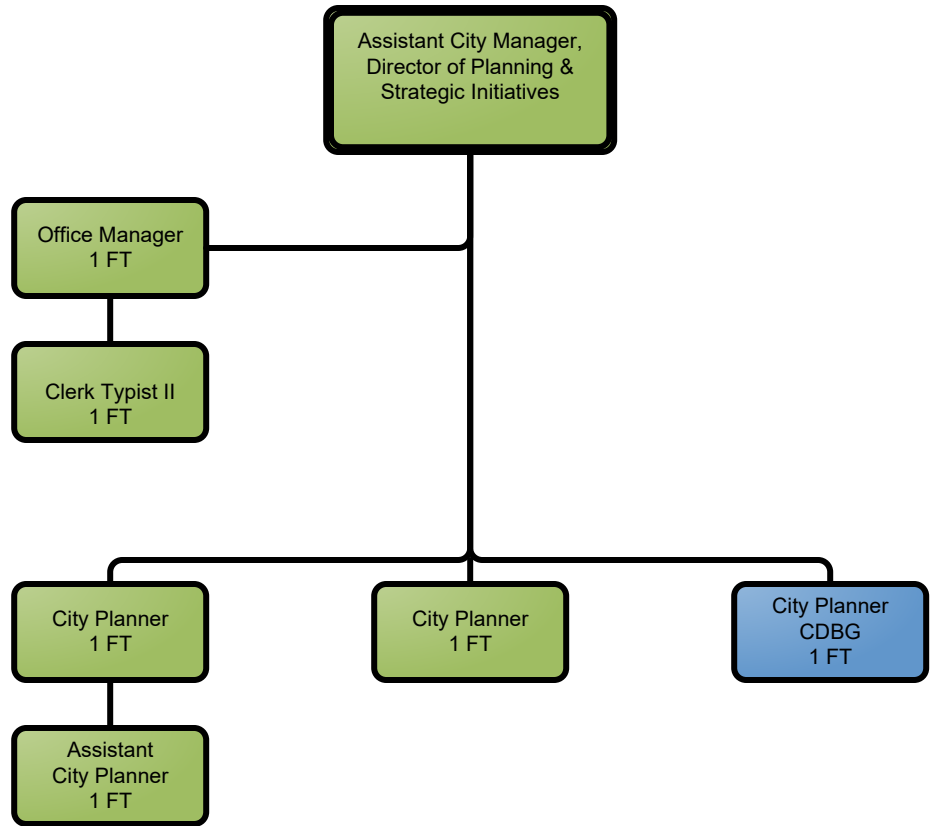 Assistant City Manager,
Director of Planning &
Strategic Initiatives
Office Manager
1 FT
Clerk Typist II
1 FT
City Planner
1 FT
City Planner
1 FT
City Planner
CDBG
1 FT
Assistant
City Planner
1 FT